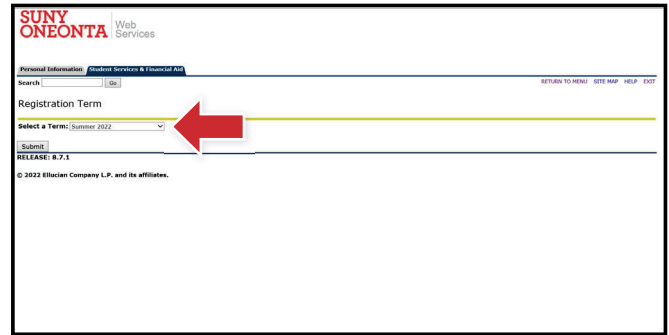 SUNY
ONEONTA
Web
Services
Personal Information Student Services & Financial Aid
Search Go RETURN TO MENU SITE MAP HELP EXIT
Registration Term
Select a Term: Summer 2022
Submit
RELEASE: 8.7.1
© 2022 Ellucian Company L.P. and its affiliates.